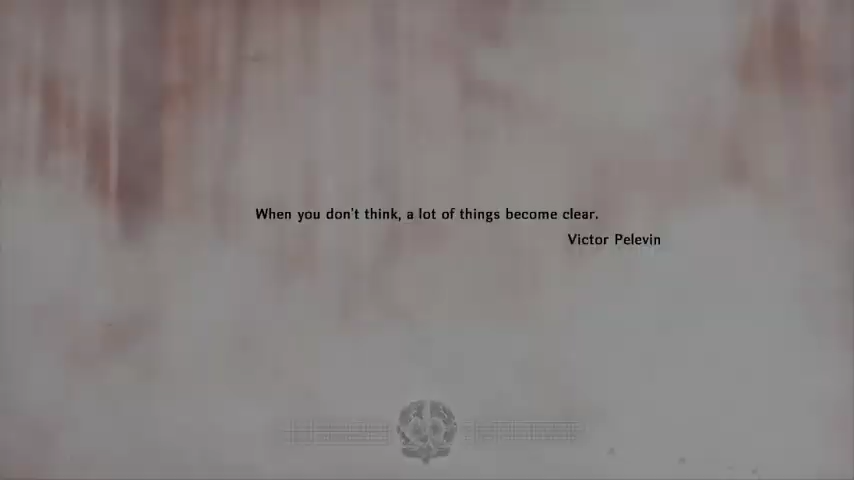 When you don't think, a lot of things become clear.
Victor Pelevin